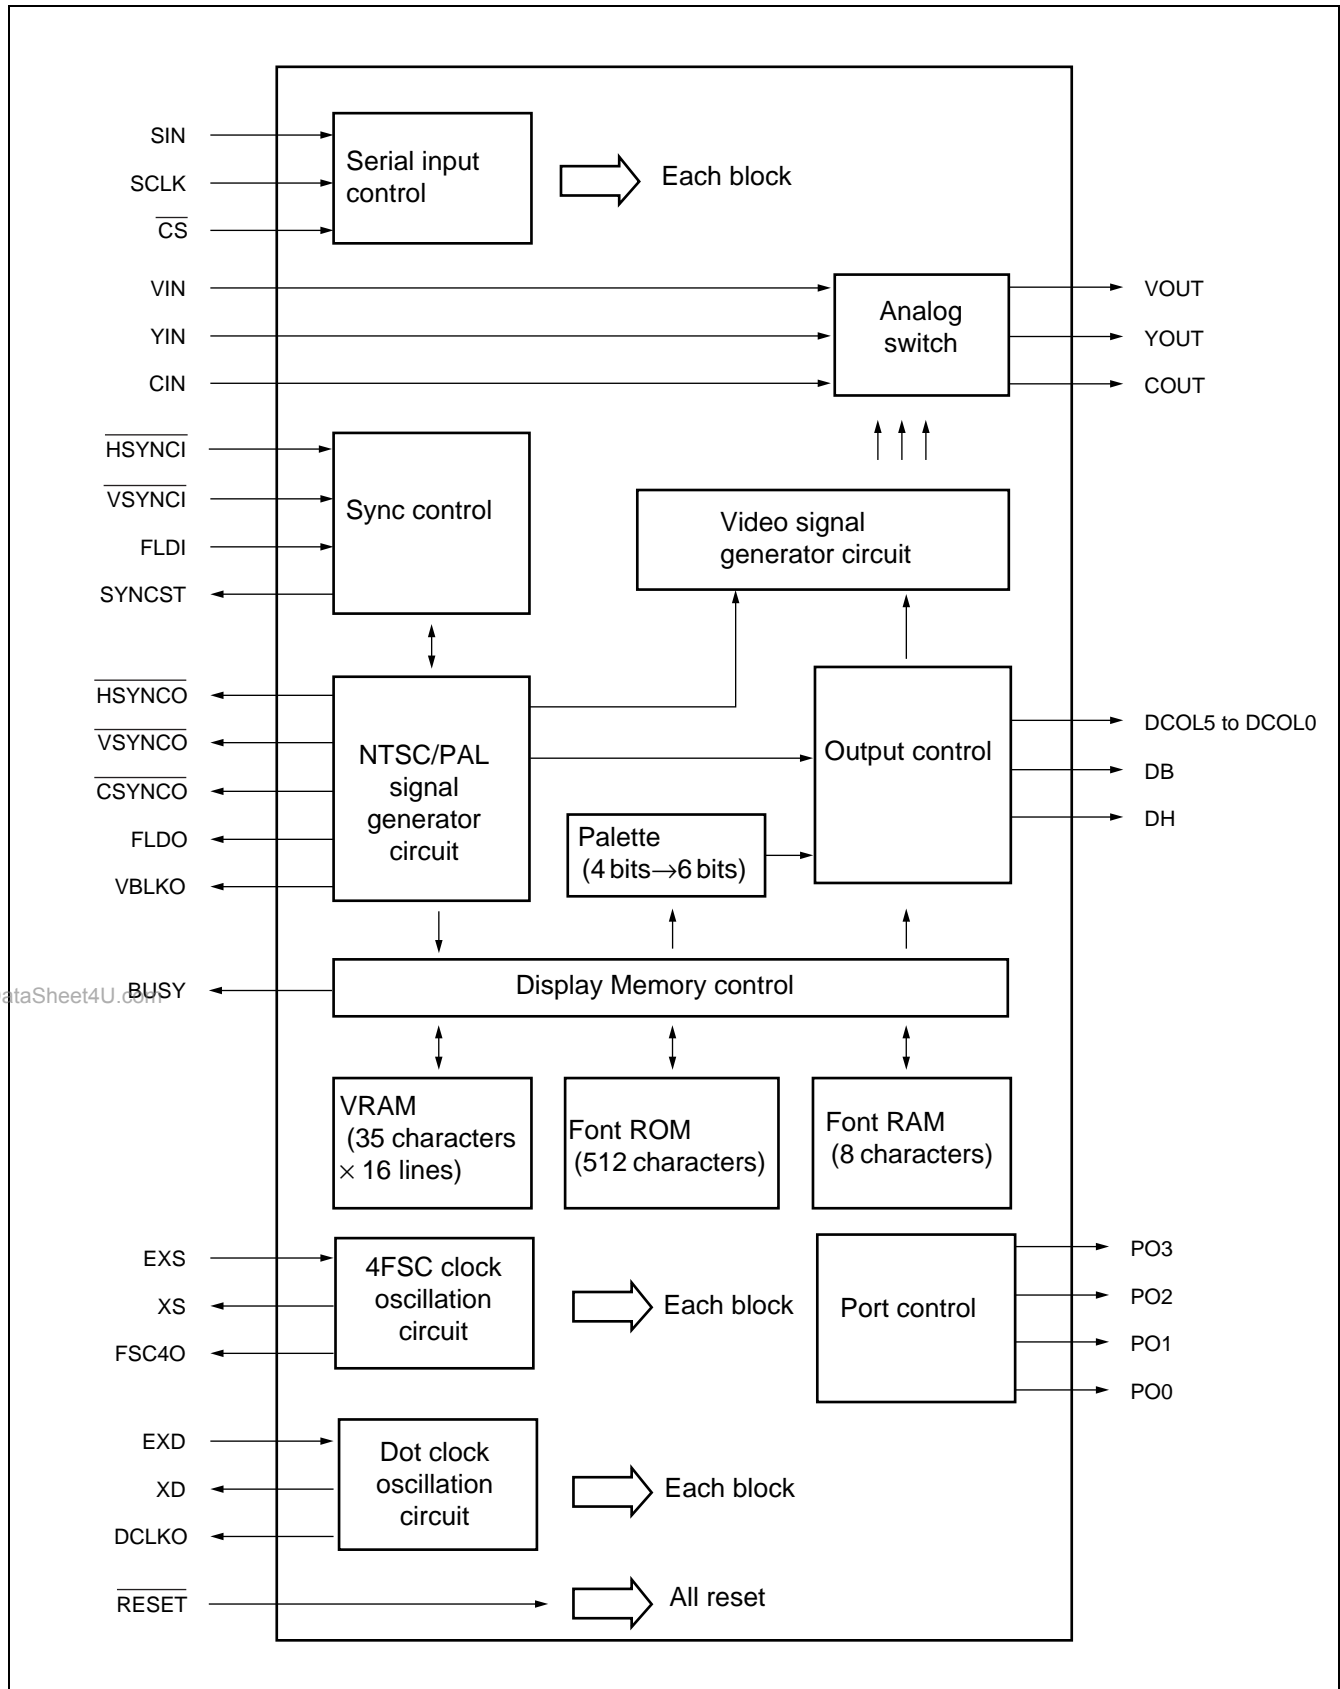 SIN
SCLK
CS
Serial input
control
Each block
VIN
YIN
CIN
Analog
switch
VOUT
YOUT
COUT
HSYNCI
VSYNCI
FLDI
SYNCST
Sync control
Video signal
generator circuit
HSYNCO
VSYNCO
CSYNCO
FLDO
VBLKO
NTSC/PAL
signal
generator
circuit
Output control
DCOL5 to DCOL0
DB
DH
Palette
(4 bits→6 bits)
BUSY
Display Memory control
VRAM
(35 characters
× 16 lines)
Font ROM
(512 characters)
Font RAM
(8 characters)
EXS
XS
FSC4O
4FSC clock
oscillation
circuit
Each block
Port control
PO3
PO2
PO1
PO0
EXD
XD
DCLKO
Dot clock
oscillation
circuit
Each block
RESET
All reset
ataSheet4U.com